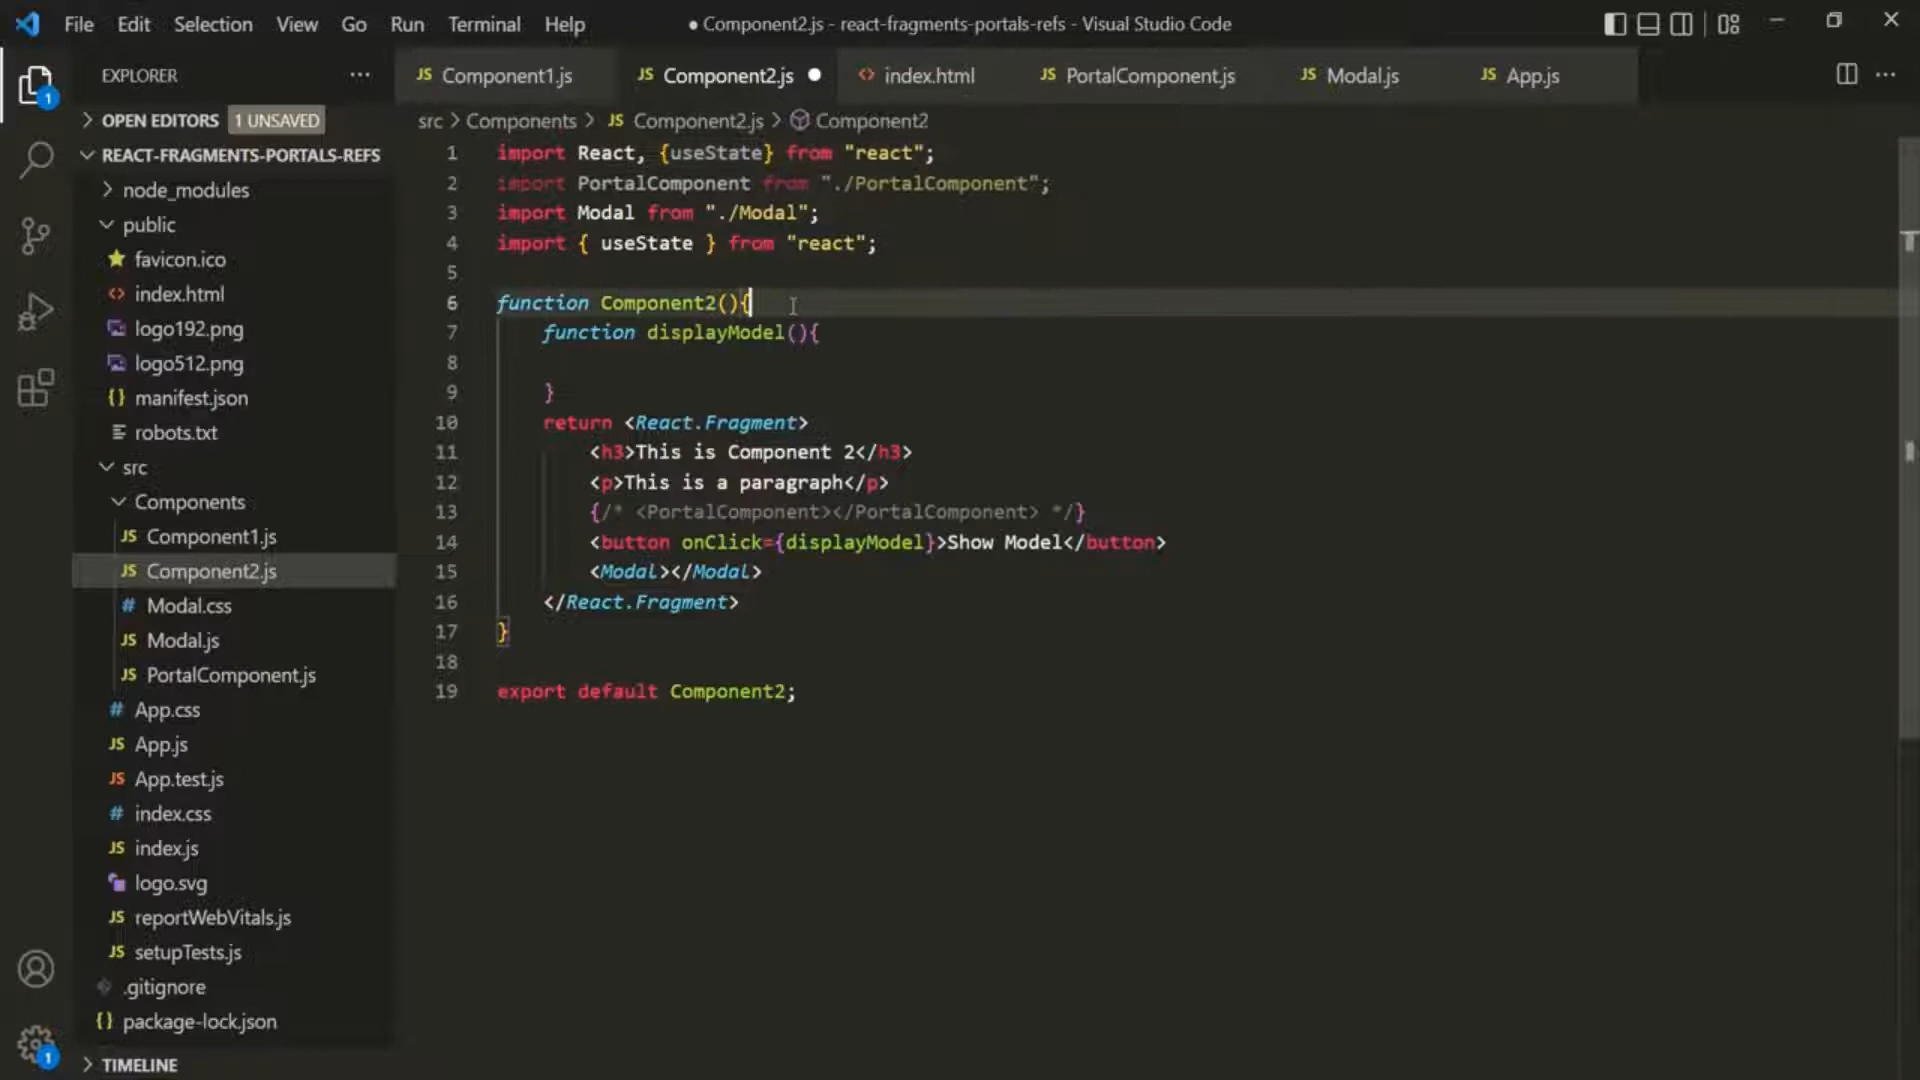 File Edit Selection View Go Run Terminal Help
● Component2.js - react-fragments-portals-refs - Visual Studio Code
EXPLORER
OPEN EDITORS 1 UNSAVED
REACT-FRAGMENTS-PORTALS-REFS
node_modules
public
favicon.ico
<> index.html
logo192.png
logo512.png
{} manifest.json
robots.txt
src
Components
JS Component1.js
JS Component2.js
# Modal.css
JS Modal.js
JS PortalComponent.js
# App.css
JS App.js
JS App.test.js
# index.css
JS index.js
logo.svg
JS reportWebVitals.js
JS setupTests.js
.gitignore
{} package-lock.json
TIMELINE
1
1
JS Component1.js JS Component2.js ● <> index.html JS PortalComponent.js JS Modal.js JS App.js
src > Components > JS Component2.js > Component2
1 import React, {useState} from "react";
2 import PortalComponent from "./PortalComponent";
3 import Modal from "./Modal";
4 import { useState } from "react";
5
6 function Component2(){
7 function displayModel(){
8
9 }
10 return <React.Fragment>
11 <h3>This is Component 2</h3>
12 <p>This is a paragraph</p>
13 {/* <PortalComponent></PortalComponent> */}
14 <button onClick={displayModel}>Show Model</button>
15 <Modal></Modal>
16 </React.Fragment>
17 }
18
19 export default Component2;